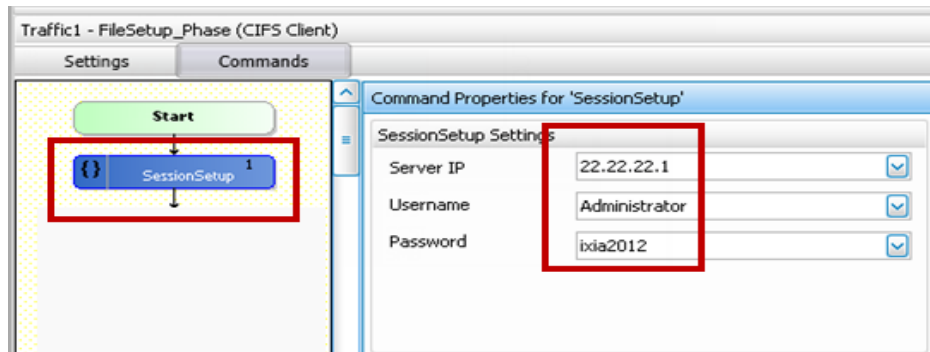 Traffic1 - FileSetup_Phase (CIFS Client)
Settings Commands
Start
{} SessionSetup 1
Command Properties for 'SessionSetup'
SessionSetup Settings
Server IP 22.22.22.1
Username Administrator
Password ixia2012